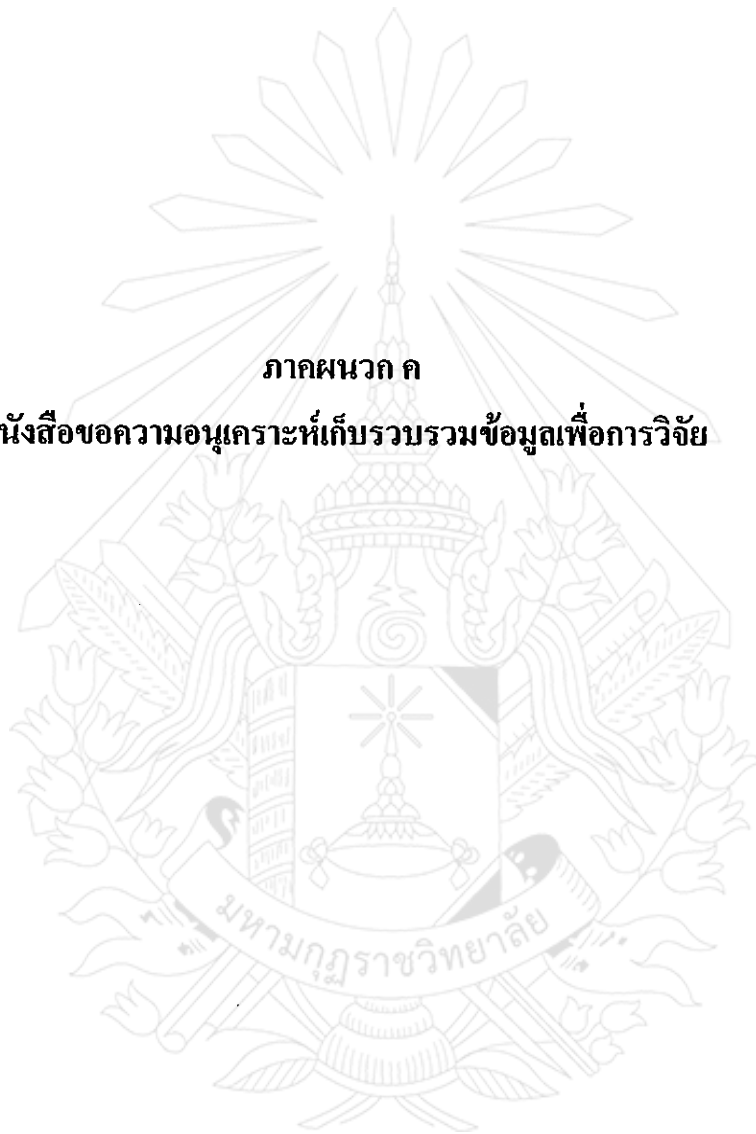 ภาคผนวก ค
นังสือขอความอนุเคราะห์เก็บรวบรวมข้อมูลเพื่อการวิจัย
มหามกุฏราชวิทยาลัย